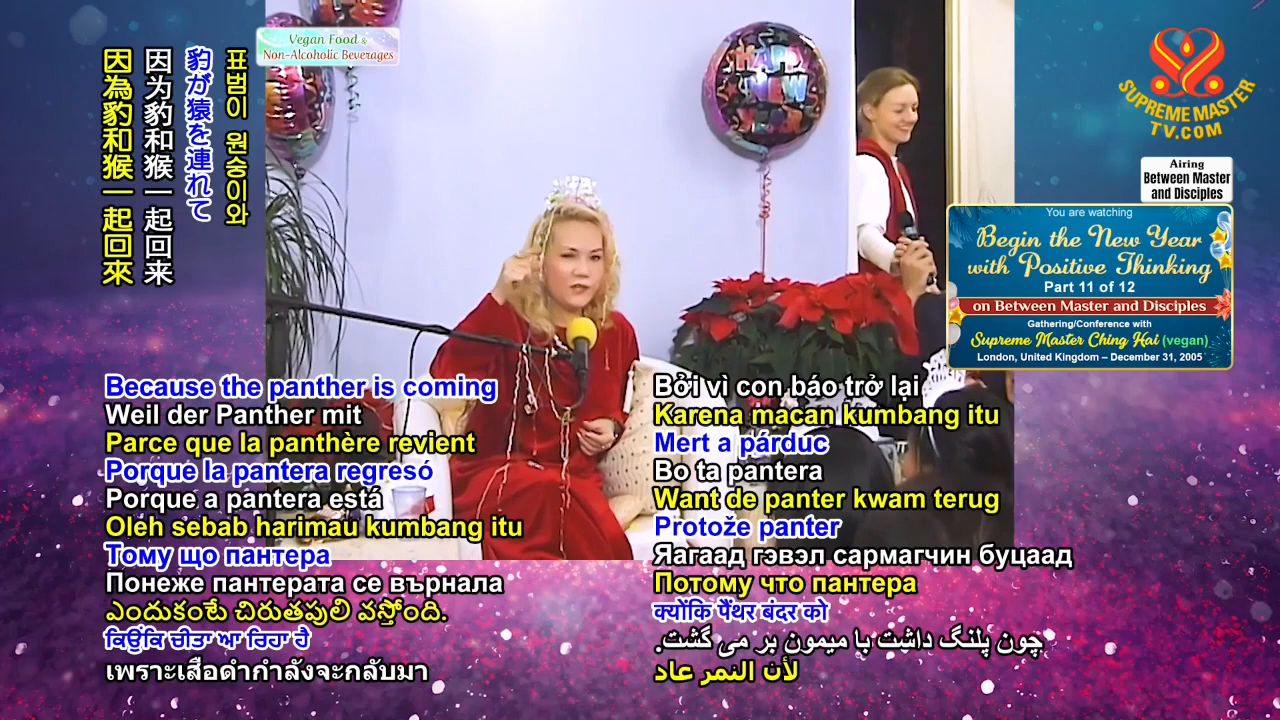 Vegan Food &
Non-Alcoholic Beverages
표범이 원숭이와
豹が猿を連れて
因为豹和猴一起回来
因為豹和猴一起回來
HAPPY
NEW
SUPREME MASTER
TV.COM
Airing
Between Master
and Disciples
You are watching
Begin the New Year
with Positive Thinking
Part 11 of 12
on Between Master and Disciples
Gathering/Conference with
Supreme Master Ching Hai (vegan)
London, United Kingdom – December 31, 2005
Because the panther is coming
Weil der Panther mit
Parce que la panthère revient
Porque la pantera regresó
Porque a pantera está
Oleh sebab harimau kumbang itu
Тому що пантера
Понеже пантерата се върнала
ఎందుకంటే చిరుతపులి వస్తోంది.
ਕਿਉਂਕਿ ਚੀਤਾ ਆ ਰਿਹਾ ਹੈ
เพราะเสือดำกำลังจะกลับมา
Bởi vì con báo trở lại
Karena macan kumbang itu
Mert a párduc
Bo ta pantera
Want de panter kwam terug
Protože panter
Яагаад гэвэл сармагчин буцаад
Потому что пантера
क्योंकि पैंथर बंदर को
چون پلنگ داشت با میمون بر می گشت.
لأن النمر عاد